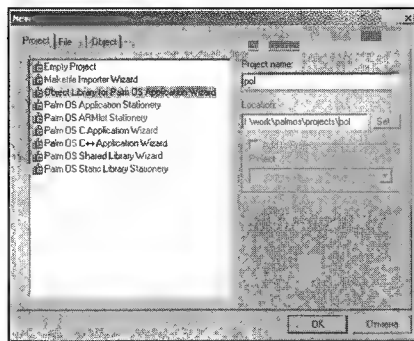 New
Project | File | Object
Empty Project
Makefile Importer Wizard
Object Library for Palm OS Application Wizard
Palm OS Application Stationery
Palm OS ARMlet Stationery
Palm OS C Application Wizard
Palm OS C++ Application Wizard
Palm OS Shared Library Wizard
Palm OS Static Library Stationery
Project name:
pol
Location:
\work\palmos\projects\pol
Set
Project
OK
Отмена